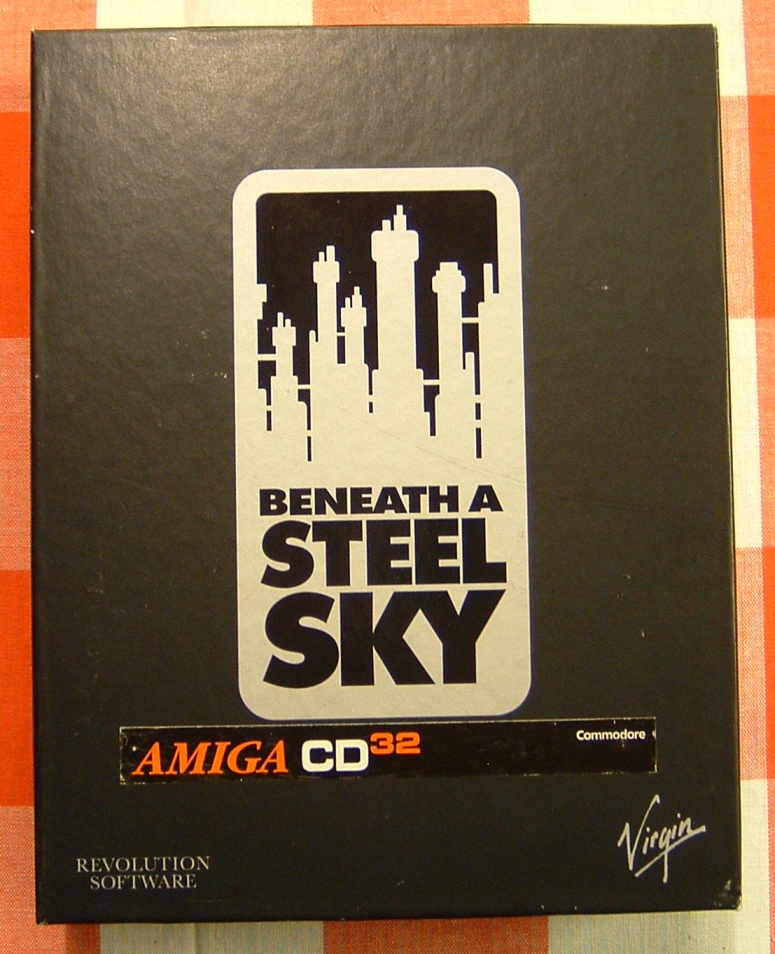 BENEATH A
STEEL
SKY
AMIGA CD32
Commodore
Virgin
REVOLUTION
SOFTWARE